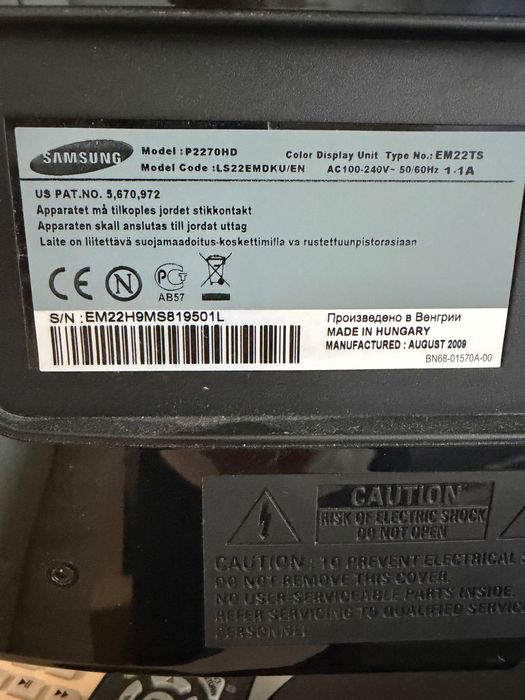 SAMSUNG
Model : P2270HD
Color Display Unit Type No.: EM22TS
Model Code : LS22EMDKU/EN
AC100-240V~ 50/60Hz 1.1A
US PAT.NO. 5,670,972
Apparatet må tilkoples jordet stikkontakt
Apparaten skall anslutas till jordat uttag
Laite on liitettävä suojamaadoitus-koskettimilla va rustettuunpistorasiaan
CE N PCT
AB57
S/N : EM22H9MS819501L
Произведено в Венгрии
MADE IN HUNGARY
MANUFACTURED : AUGUST 2009
BN68-01570A-00
CAUTION
RISK OF ELECTRIC SHOCK
DO NOT OPEN
CAUTION : TO PREVENT ELECTRICAL
DO NOT REMOVE THIS COVER.
NO USER-SERVICEABLE PARTS INSIDE.
REFER SERVICING TO QUALIFIED SERVIC
PERSONNEL